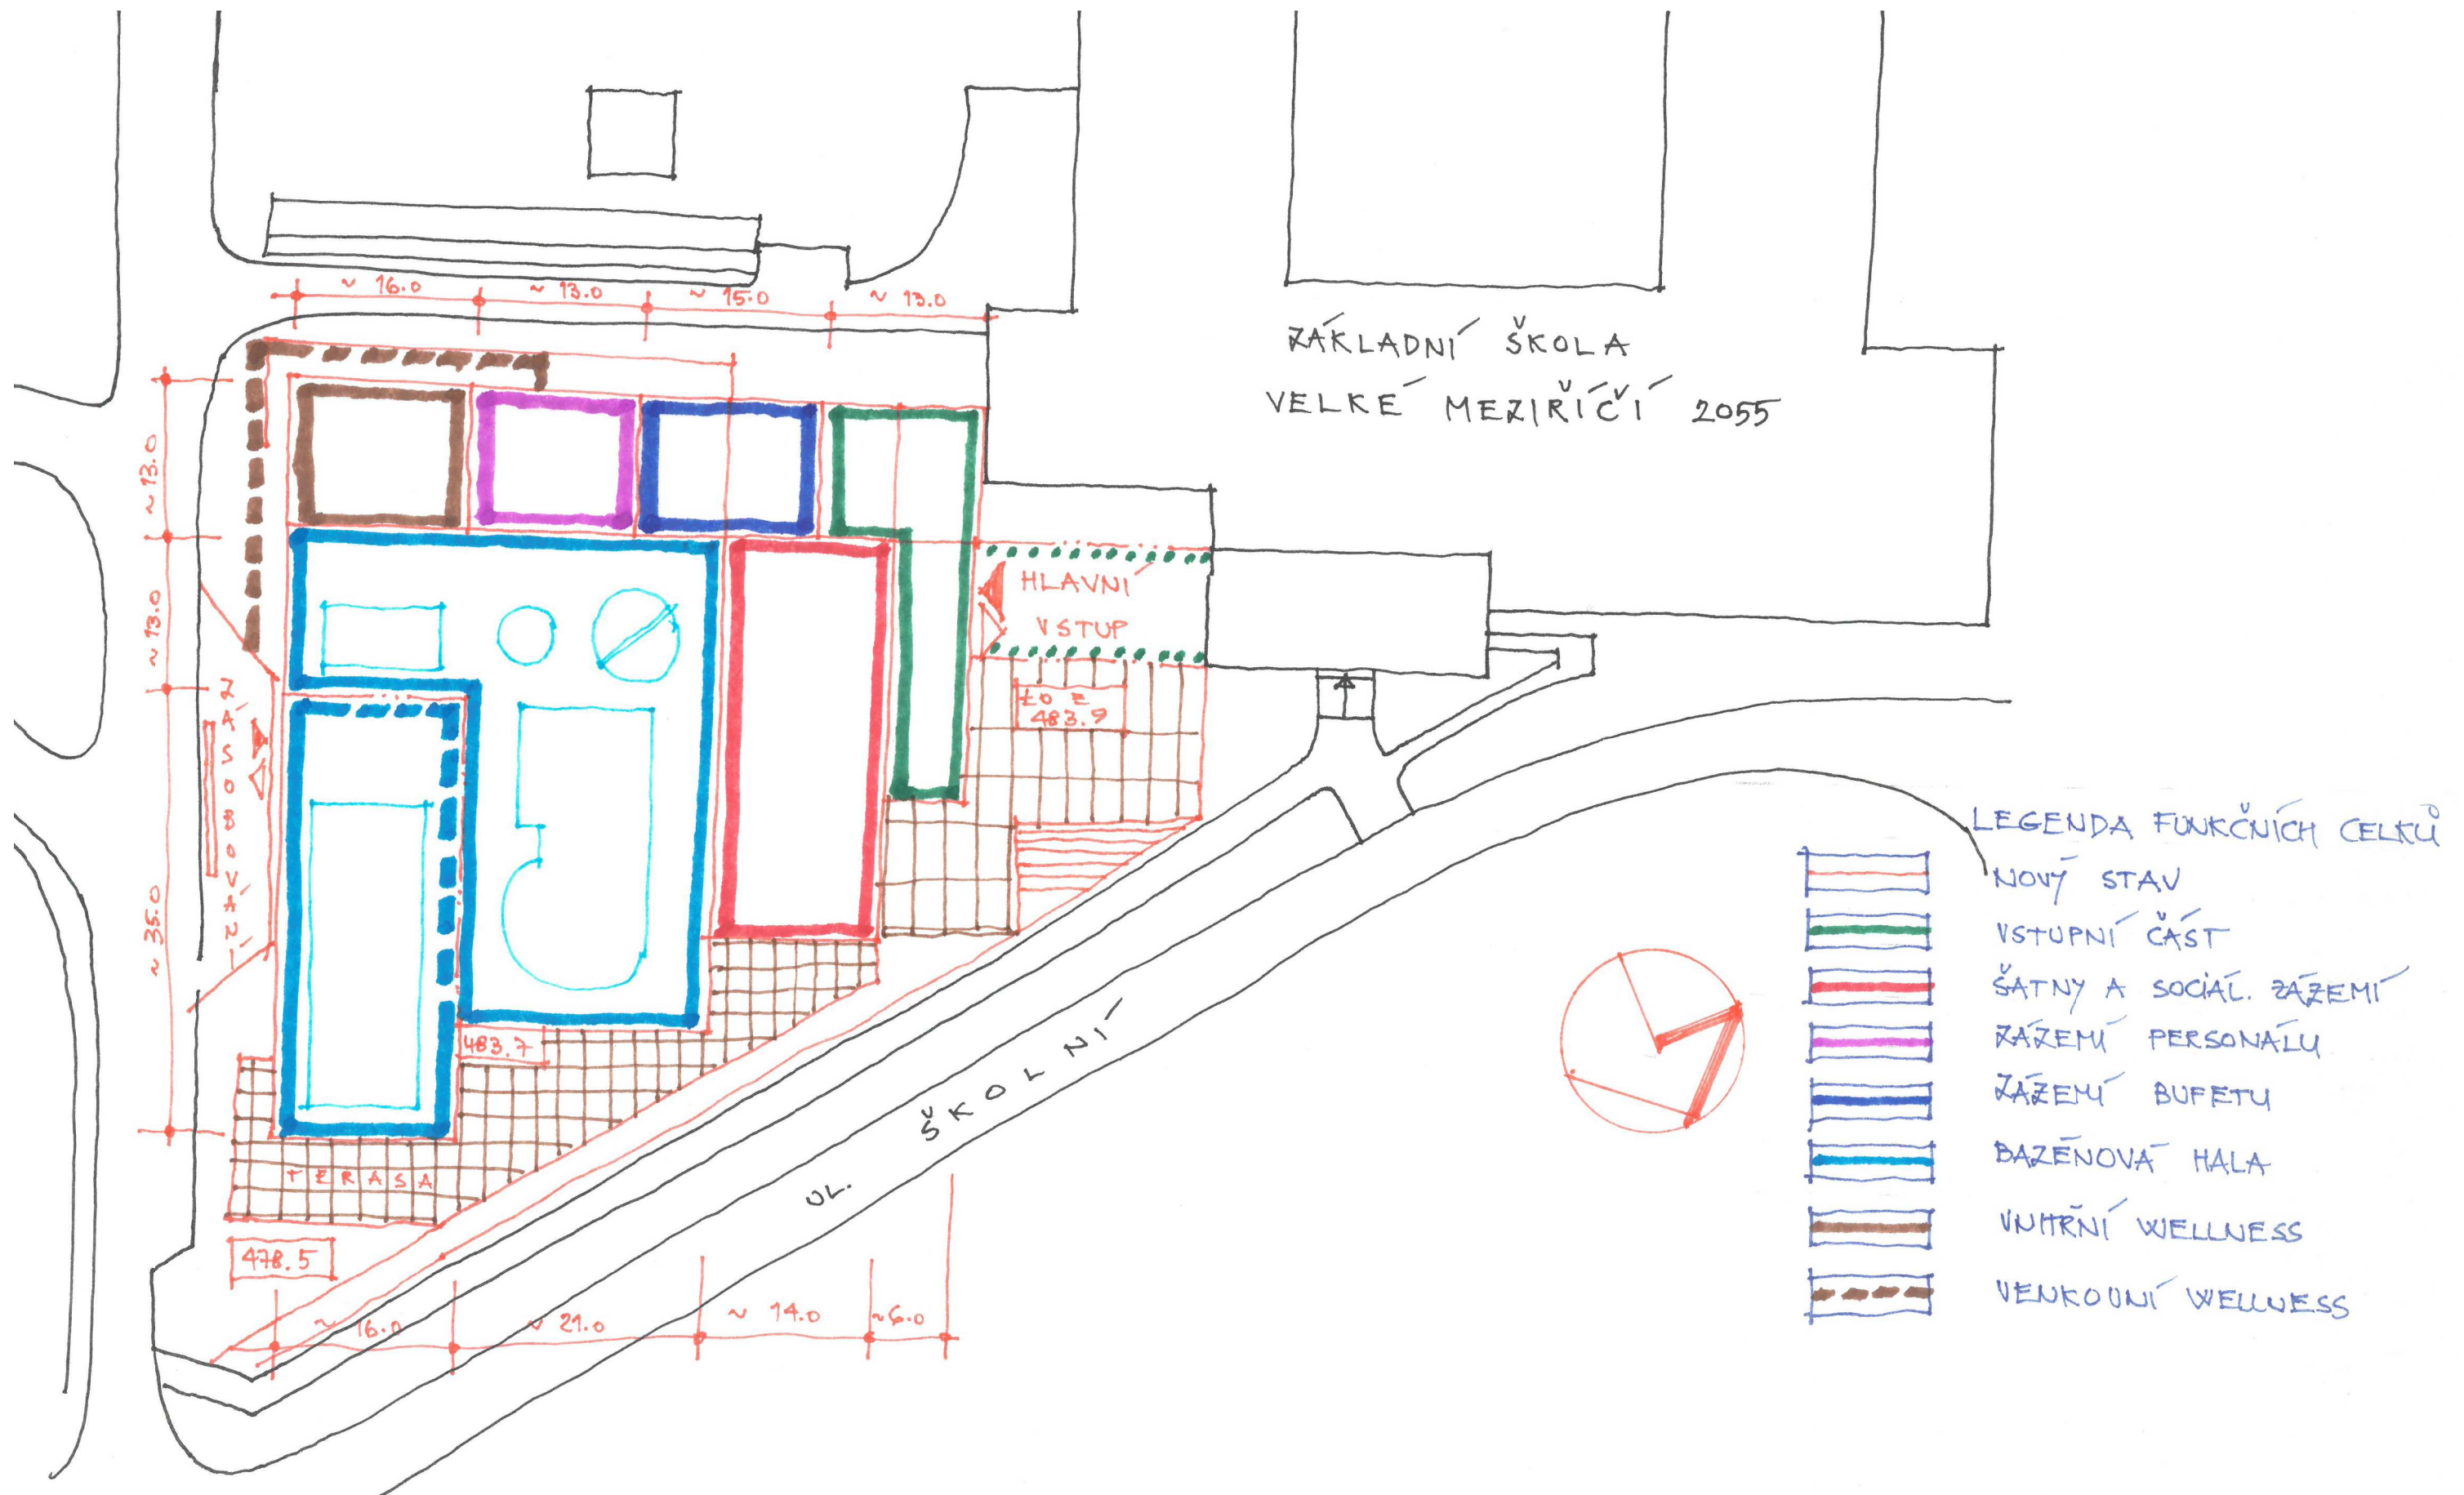 ~ 16.0 ~ 13.0 ~ 15.0 ~ 13.0
ZÁKLADNÍ ŠKOLA
VELKÉ MEZIŘÍČÍ 2055
~ 13.0
~ 13.0
~ 35.0
HLAVNÍ
VSTUP
483.9
ZÁSOBOVÁNÍ
483.7
TERASA
478.5
UL. ŠKOLNÍ
~ 16.0 ~ 21.0 ~ 14.0 ~6.0
LEGENDA FUNKČNÍCH CELKŮ
NOVÝ STAV
VSTUPNÍ ČÁST
ŠATNY A SOCIÁL. ZÁZEMÍ
ZÁZEMÍ PERSONÁLU
ZÁZEMÍ BUFETU
BAZÉNOVÁ HALA
VNITŘNÍ WELLNESS
VENKOVNÍ WELLNESS